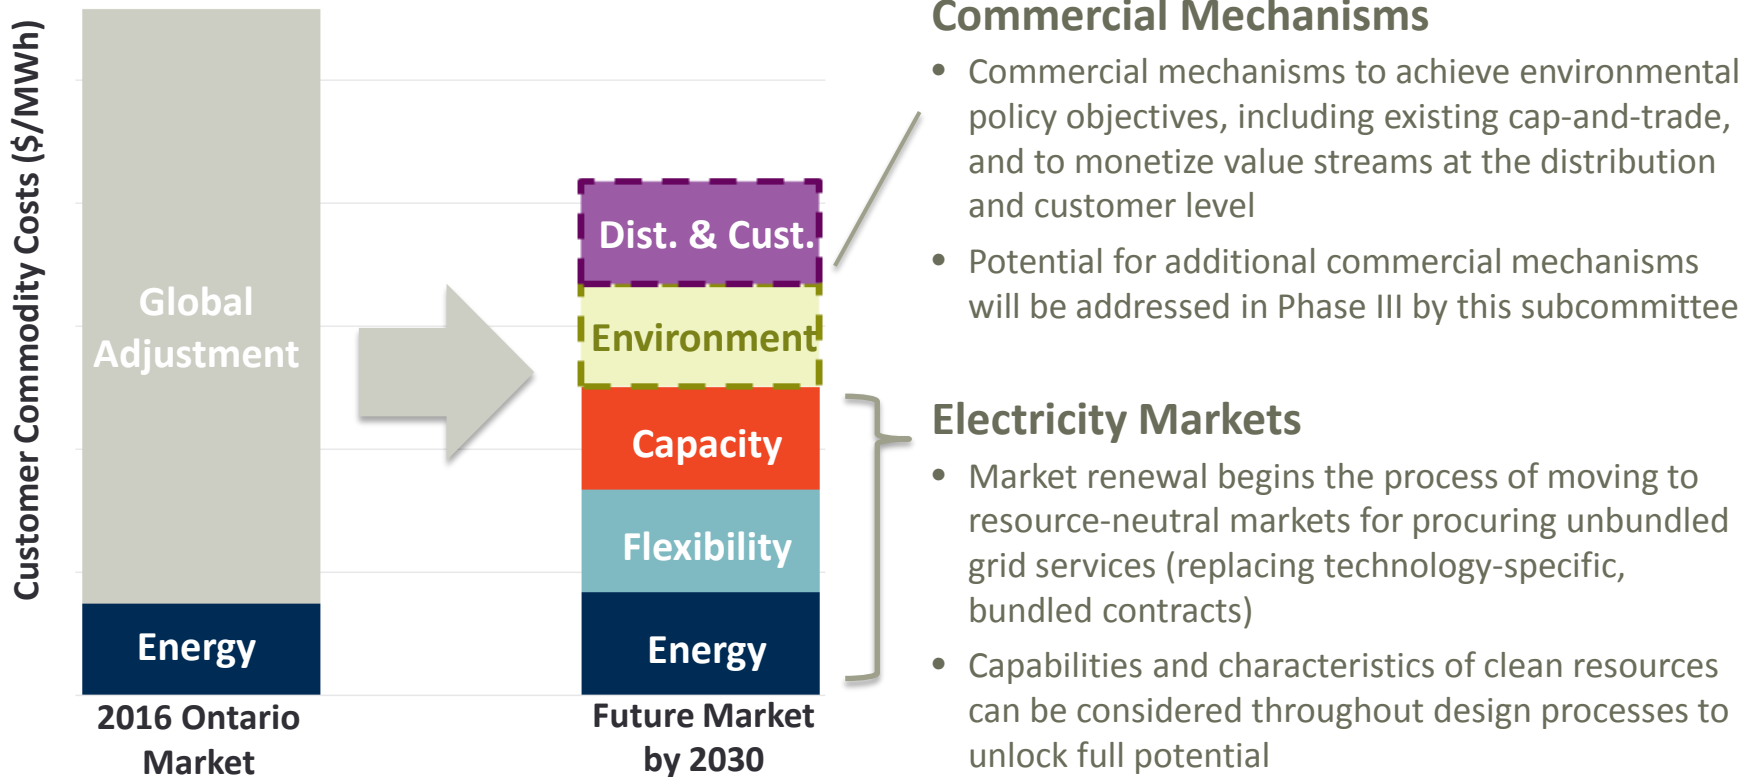 Customer Commodity Costs ($/MWh)
Global
Adjustment
Energy
2016 Ontario
Market
Dist. & Cust.
Environment
Capacity
Flexibility
Energy
Future Market
by 2030
Commercial Mechanisms
• Commercial mechanisms to achieve environmental
policy objectives, including existing cap-and-trade,
and to monetize value streams at the distribution
and customer level
• Potential for additional commercial mechanisms
will be addressed in Phase III by this subcommittee
Electricity Markets
• Market renewal begins the process of moving to
resource-neutral markets for procuring unbundled
grid services (replacing technology-specific,
bundled contracts)
• Capabilities and characteristics of clean resources
can be considered throughout design processes to
unlock full potential